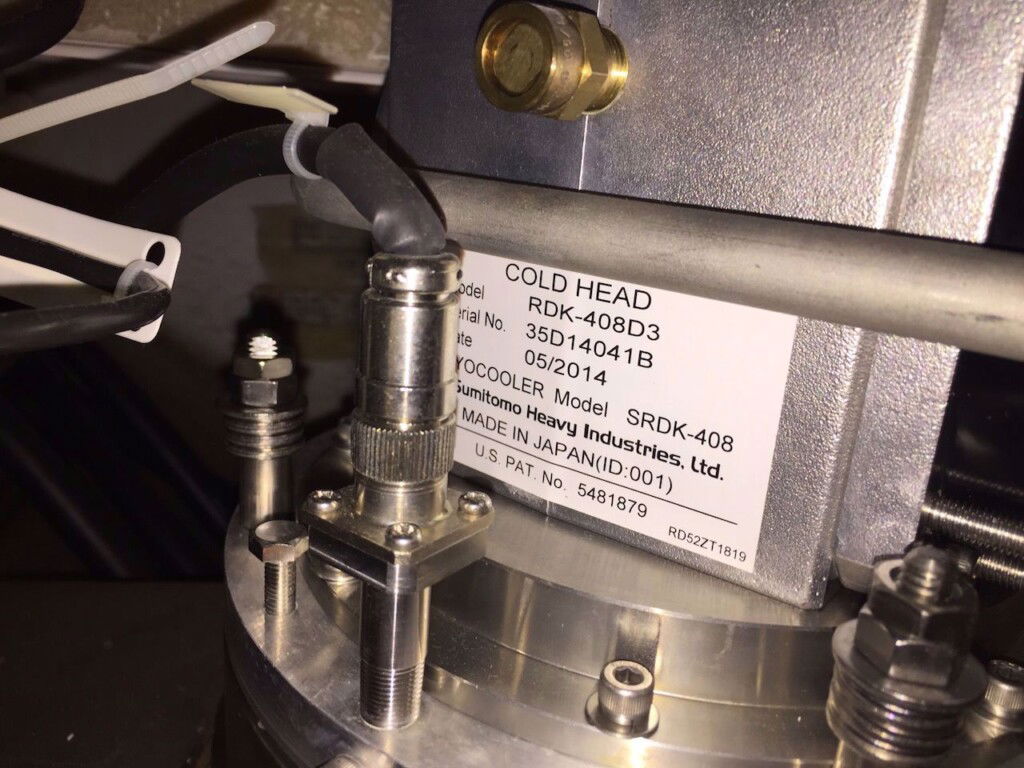 COLD HEAD
odel RDK-408D3
erial No. 35D14041B
ate 05/2014
YOCOOLER Model SRDK-408
Sumitomo Heavy Industries, Ltd.
MADE IN JAPAN(ID:001)
U.S. PAT. No. 5481879
RD52ZT1819